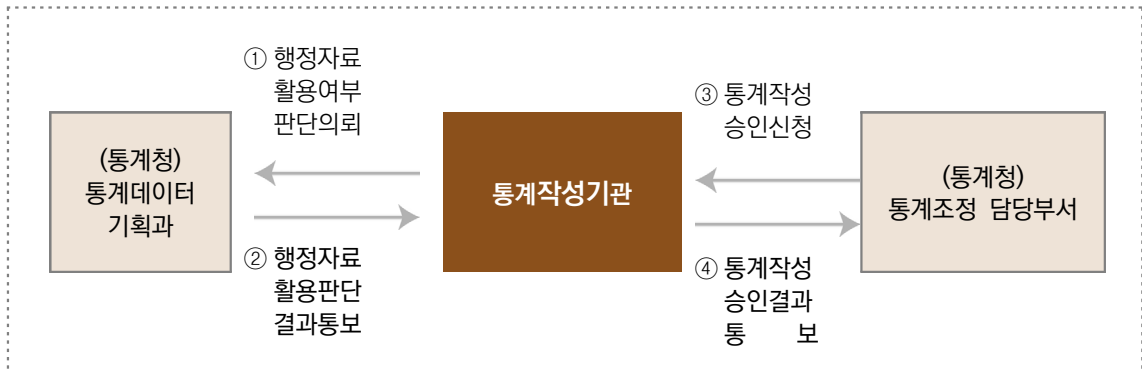 ① 행정자료
활용여부
판단의뢰
(통계청)
통계데이터
기획과
② 행정자료
활용판단
결과통보
통계작성기관
③ 통계작성
승인신청
④ 통계작성
승인결과
통 보
(통계청)
통계조정 담당부서